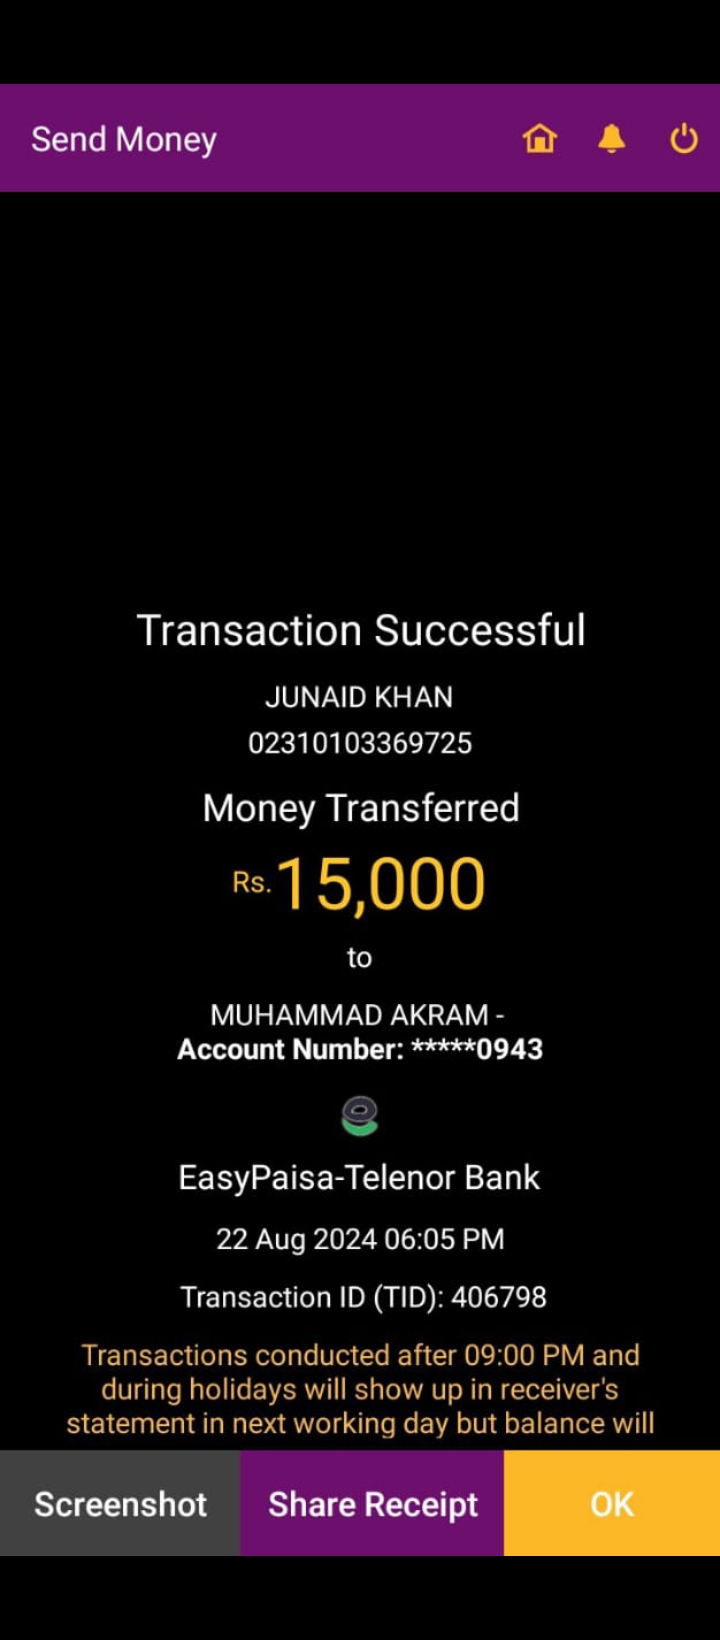 Send Money
Transaction Successful
JUNAID KHAN
02310103369725
Money Transferred
Rs.15,000
to
MUHAMMAD AKRAM -
Account Number: *****0943
EasyPaisa-Telenor Bank
22 Aug 2024 06:05 PM
Transaction ID (TID): 406798
Transactions conducted after 09:00 PM and
during holidays will show up in receiver's
statement in next working day but balance will
Screenshot Share Receipt OK